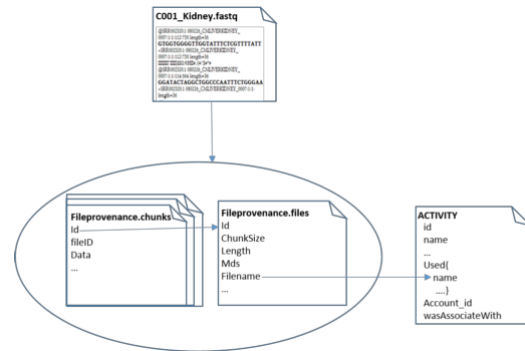 C001_Kidney.fastq
GTGGTGGGGTTGGTATTTCTCGTTTTATT
GGATACTAGGCTGGCCCAATTTCTGGGAA
Fileprovenance.chunks
Id
fileID
Data
...
Fileprovenance.files
Id
ChunkSize
Length
Mds
Filename
...
ACTIVITY
id
name
...
Used{
name
....}
Account_id
wasAssociateWith